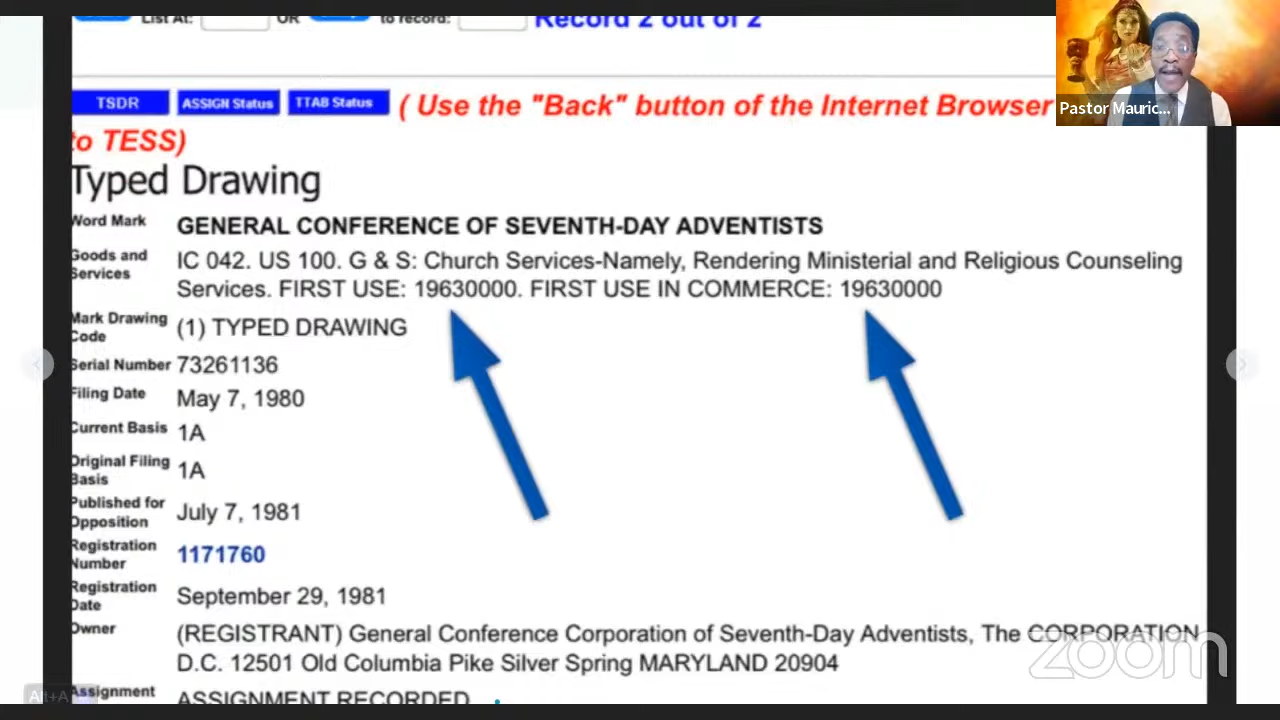 List At: OR to record: Record 2 out of 2
TSDR ASSIGN Status TTAB Status ( Use the "Back" button of the Internet Browser
to TESS)
Pastor Mauric...
Typed Drawing
Word Mark GENERAL CONFERENCE OF SEVENTH-DAY ADVENTISTS
Goods and Services IC 042. US 100. G & S: Church Services-Namely, Rendering Ministerial and Religious Counseling
Services. FIRST USE: 19630000. FIRST USE IN COMMERCE: 19630000
Mark Drawing
Code (1) TYPED DRAWING
Serial Number 73261136
Filing Date May 7, 1980
Current Basis 1A
Original Filing
Basis 1A
Published for
Opposition July 7, 1981
Registration
Number 1171760
Registration
Date September 29, 1981
Owner (REGISTRANT) General Conference Corporation of Seventh-Day Adventists, The CORPORATION
D.C. 12501 Old Columbia Pike Silver Spring MARYLAND 20904
zoom
Alt+A
Assignment ASSIGNMENT RECORDED